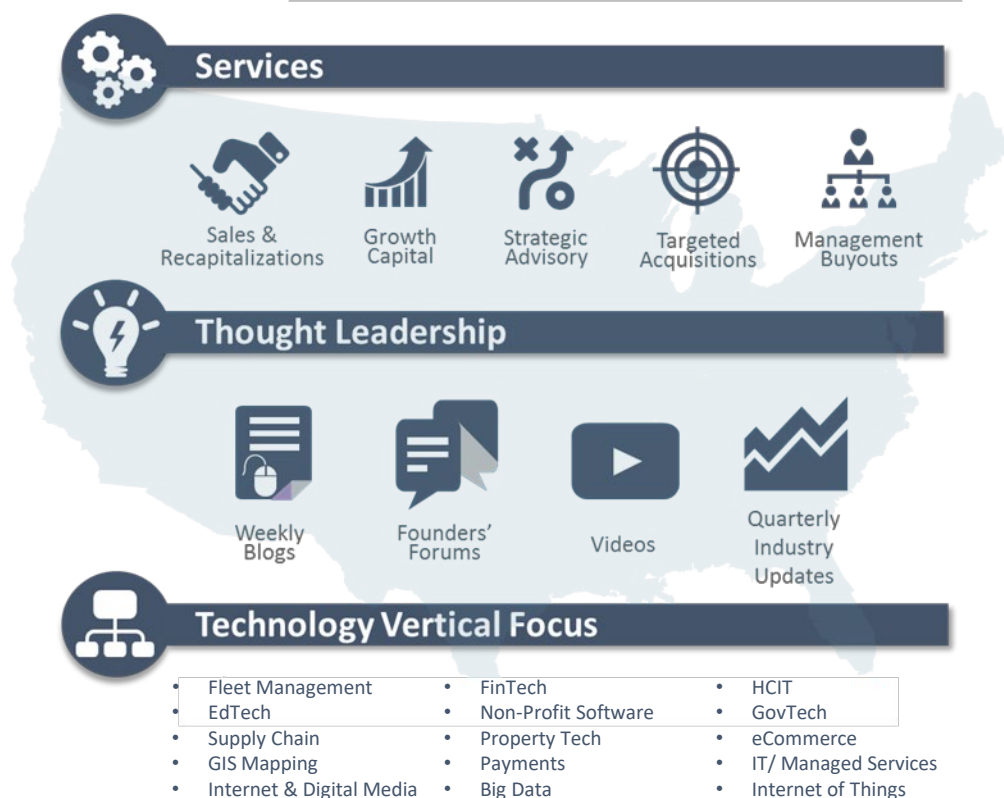 Services
Sales &
Recapitalizations
Growth
Capital
Strategic
Advisory
Targeted
Acquisitions
Management
Buyouts
Thought Leadership
Weekly
Blogs
Founders’
Forums
Videos
Quarterly
Industry
Updates
Technology Vertical Focus
• Fleet Management
• EdTech
• Supply Chain
• GIS Mapping
• Internet & Digital Media
• FinTech
• Non-Profit Software
• Property Tech
• Payments
• Big Data
• HCIT
• GovTech
• eCommerce
• IT/ Managed Services
• Internet of Things